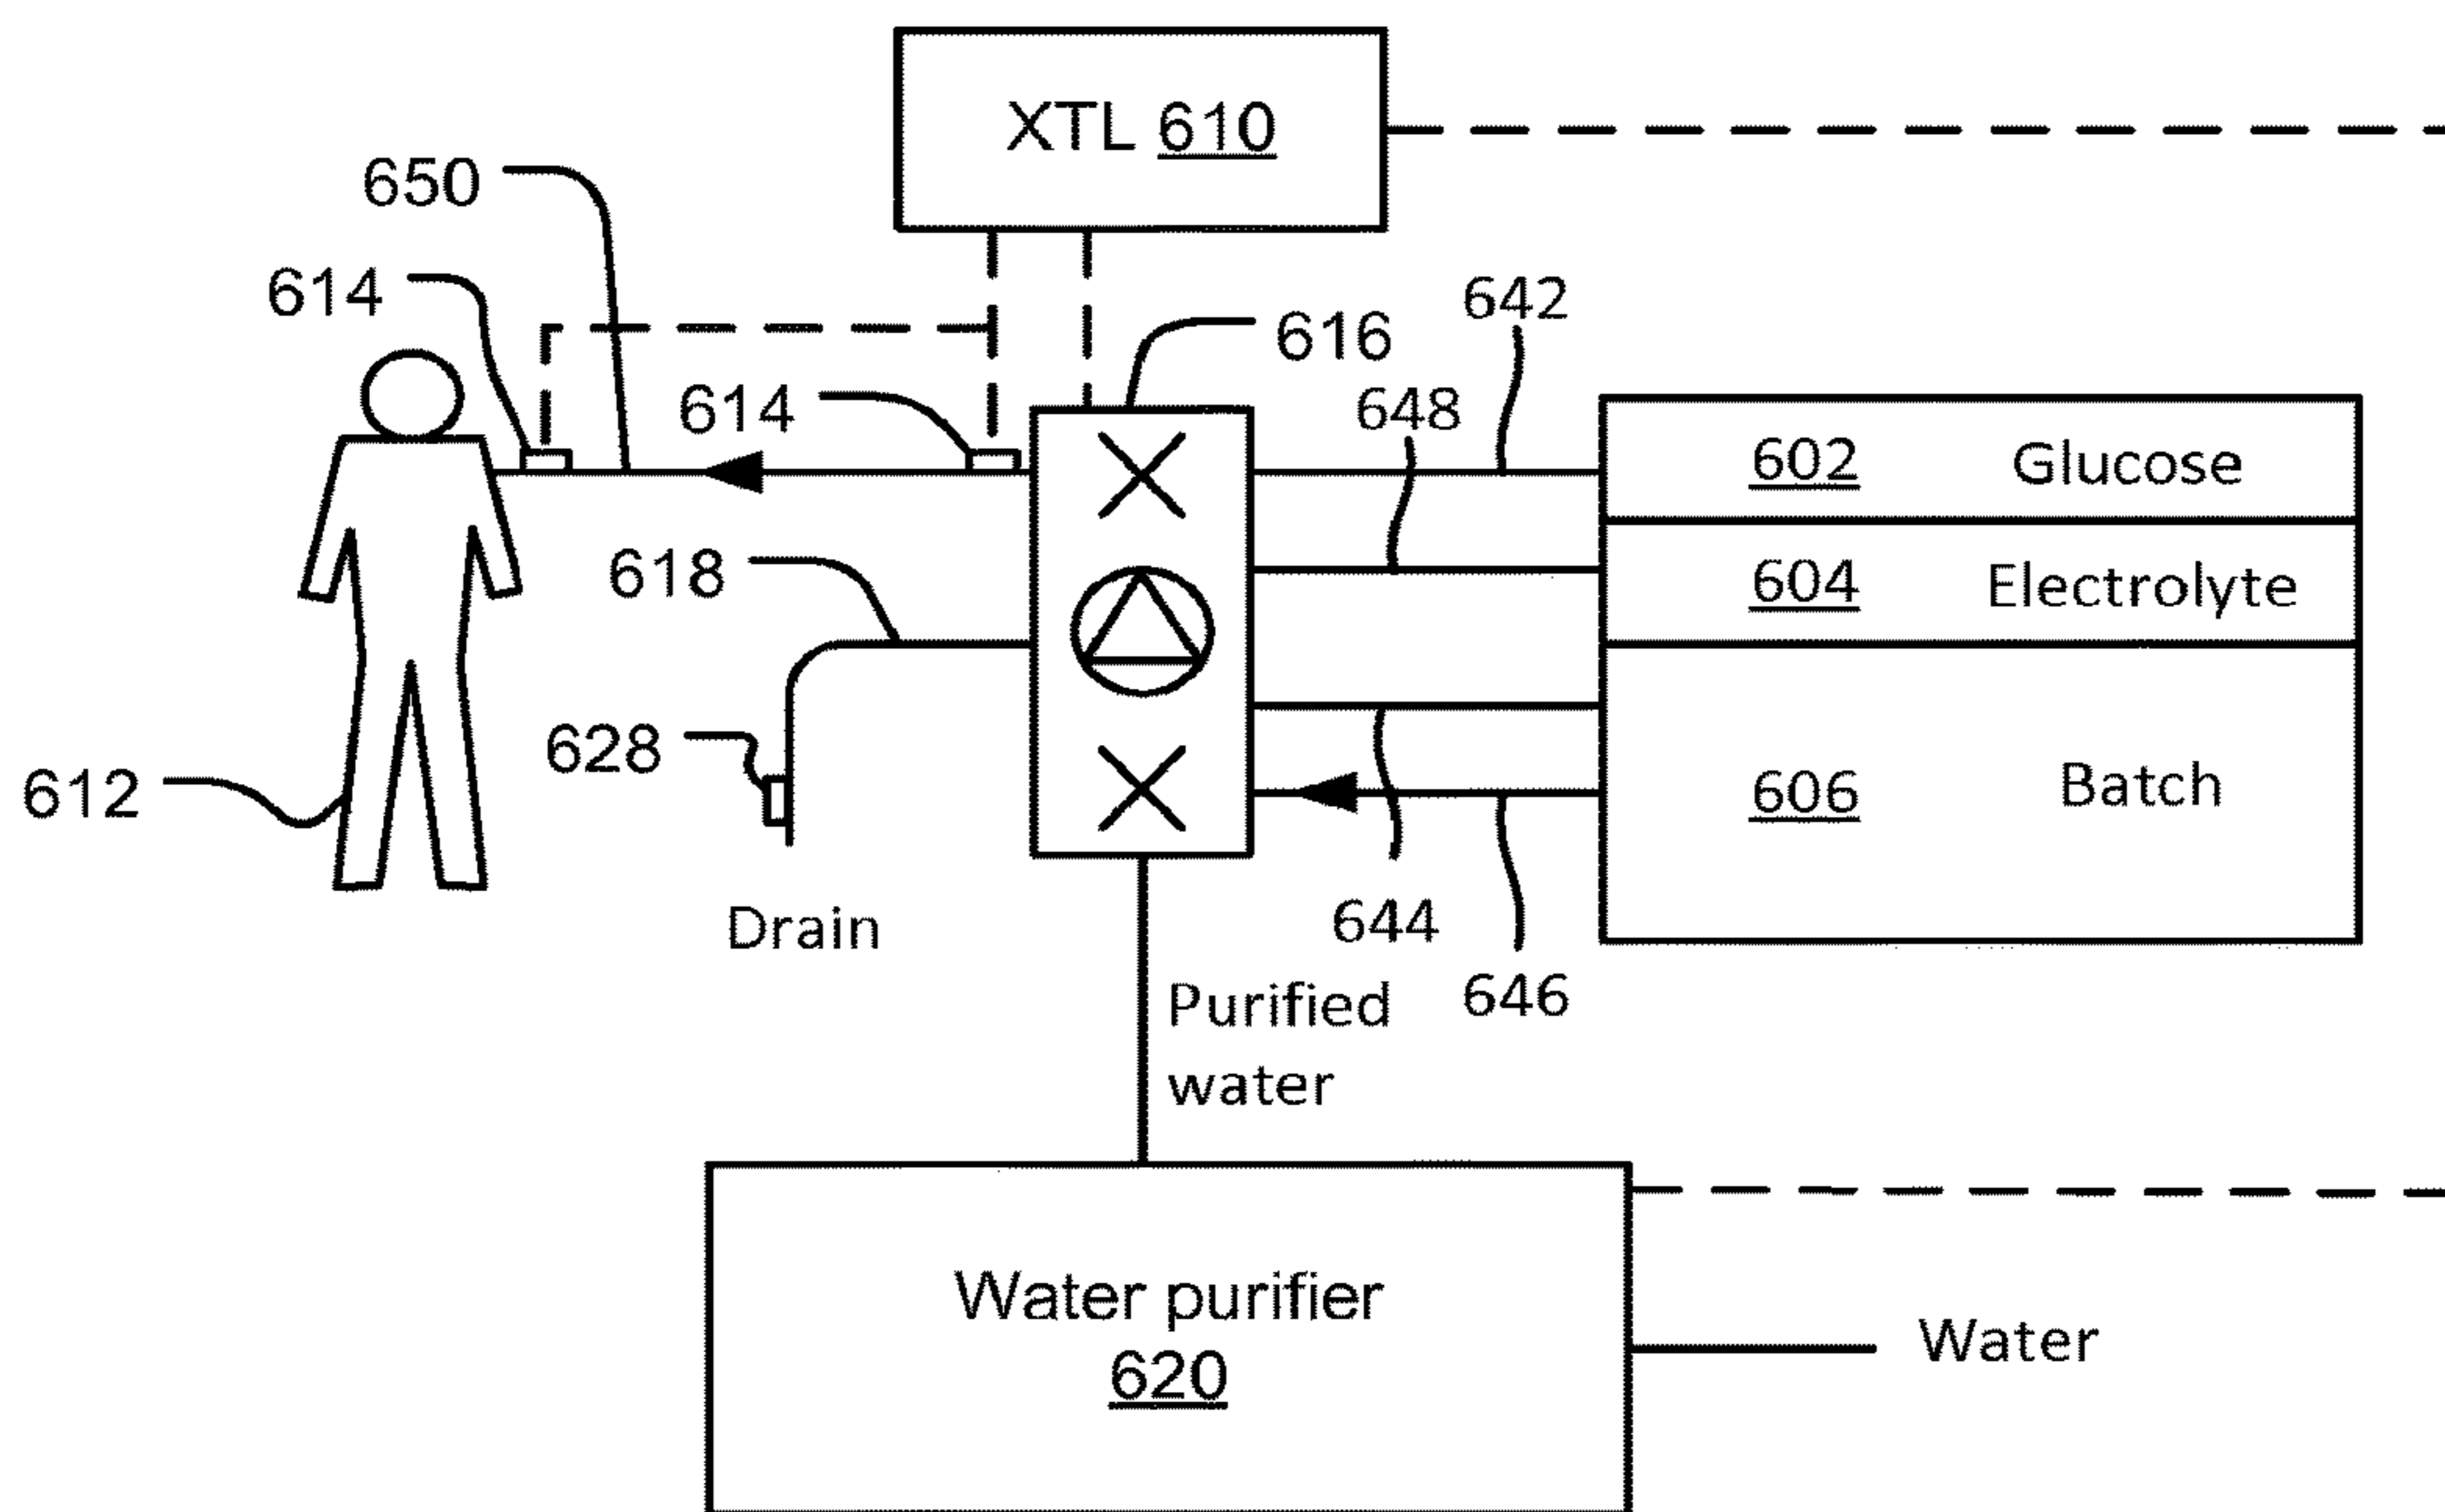 XTL 610
650
614
642
616
614
648
602 Glucose
618
604 Electrolyte
628
612
606 Batch
644
Drain
646
Purified
water
Water purifier
620
Water